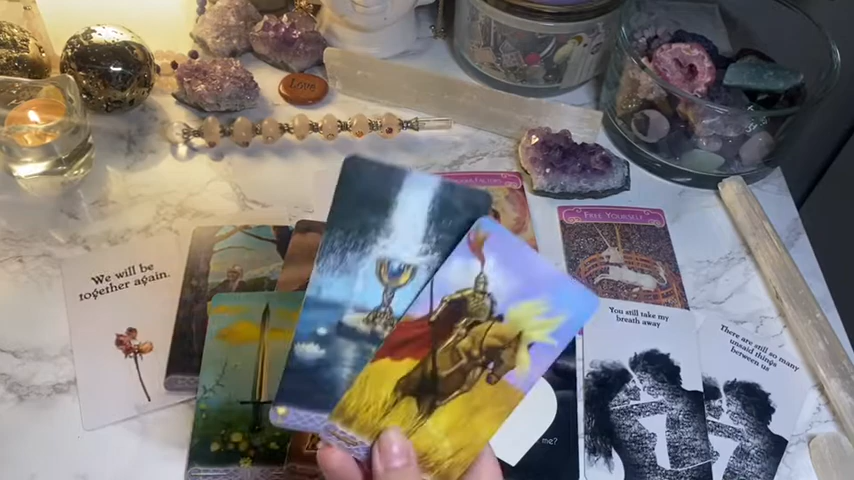 Love
FREE YOURSELF
We will be
together again.
You still take my
breath away
There are still so many
unsaid things
between us
me?